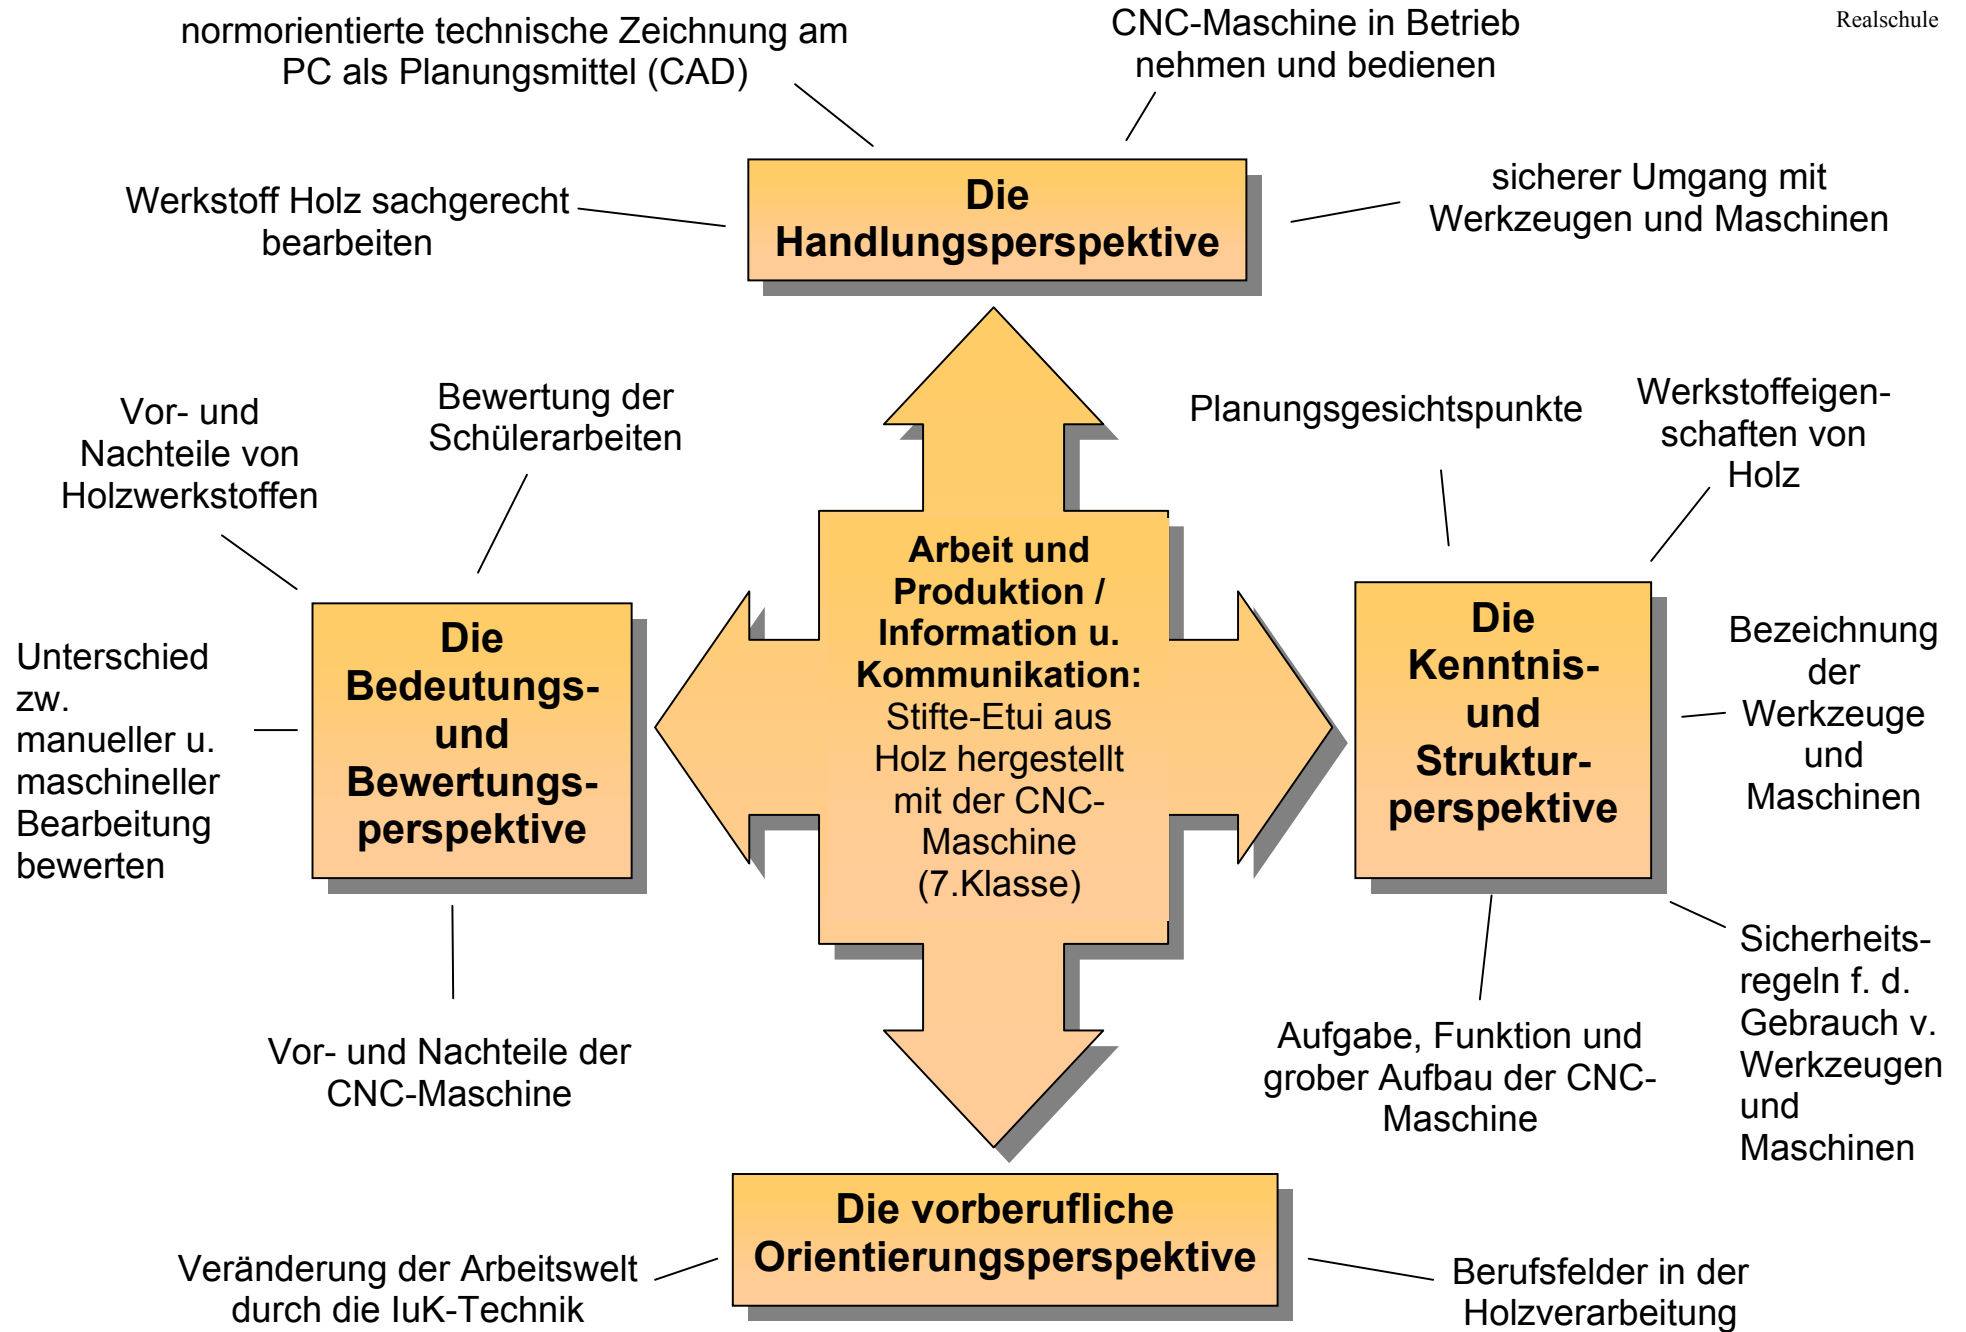 Realschule
normorientierte technische Zeichnung am
PC als Planungsmittel (CAD)
CNC-Maschine in Betrieb
nehmen und bedienen
Werkstoff Holz sachgerecht
bearbeiten
Die
Handlungsperspektive
sicherer Umgang mit
Werkzeugen und Maschinen
Vor- und
Nachteile von
Holzwerkstoffen
Bewertung der
Schülerarbeiten
Planungsgesichtspunkte
Werkstoffeigen-
schaften von
Holz
Unterschied
zw.
manueller u.
maschineller
Bearbeitung
bewerten
Die
Bedeutungs-
und
Bewertungs-
perspektive
Arbeit und
Produktion /
Information u.
Kommunikation:
Stifte-Etui aus
Holz hergestellt
mit der CNC-
Maschine
(7.Klasse)
Die
Kenntnis-
und
Struktur-
perspektive
Bezeichnung
der
Werkzeuge
und
Maschinen
Vor- und Nachteile der
CNC-Maschine
Aufgabe, Funktion und
grober Aufbau der CNC-
Maschine
Sicherheits-
regeln f. d.
Gebrauch v.
Werkzeugen
und
Maschinen
Die vorberufliche
Orientierungsperspektive
Veränderung der Arbeitswelt
durch die IuK-Technik
Berufsfelder in der
Holzverarbeitung